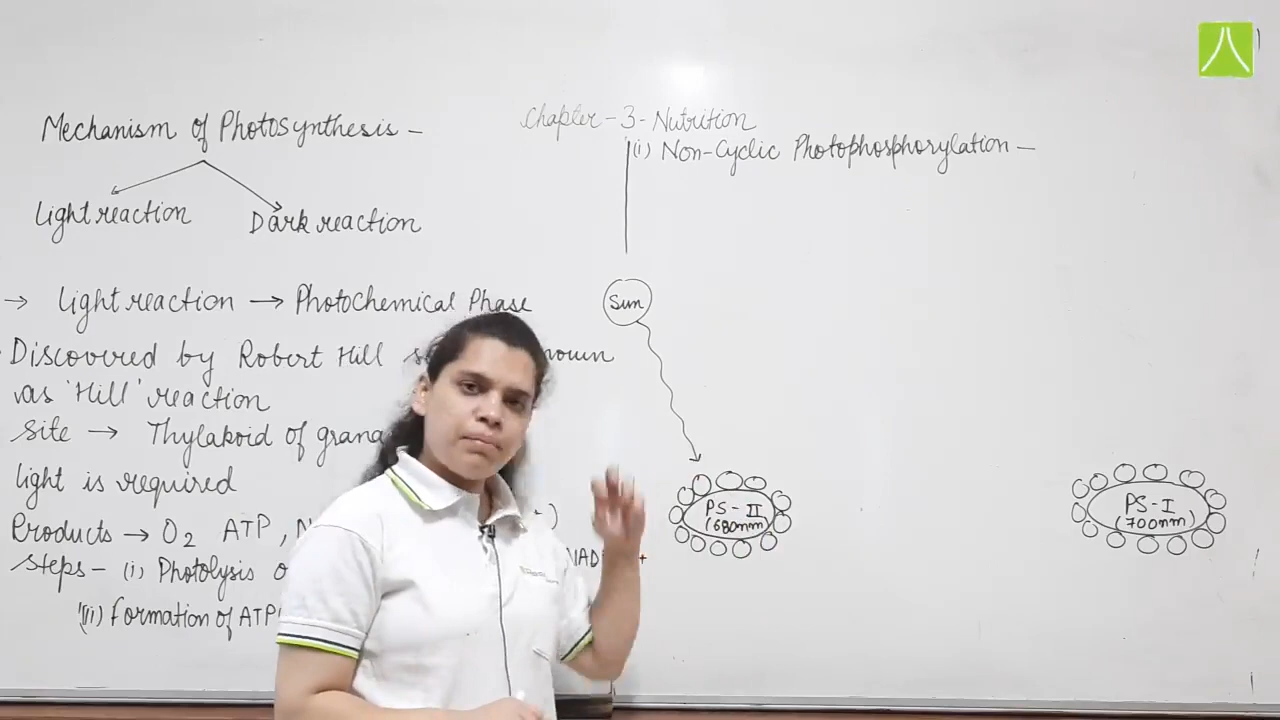 Chapter-3-Nutrition
Mechanism of Photosynthesis -
Light reaction
Dark reaction
→ Light reaction → Photochemical Phase
Discovered by Robert Hill
as 'Hill' reaction
Site → Thylakoid of grana
light is required
Products → O2 ATP,
Steps - (i) Photolysis
(ii) Formation of ATP
(i) Non-Cyclic Photophosphorylation -
Sun
PS-II
(680nm)
PS-I
(700nm)